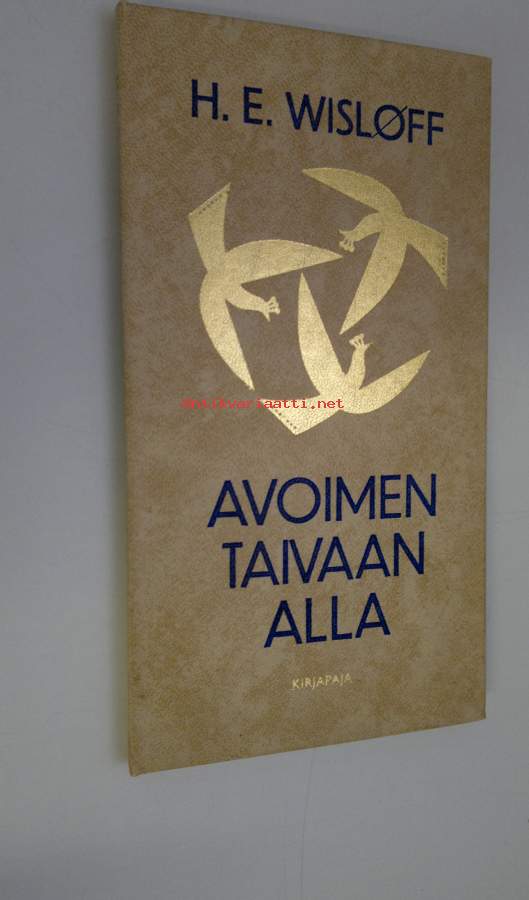 H. E. WISLØFF
antikvariaatti.net
AVOIMEN
TAIVAAN
ALLA
KIRJAPAJA